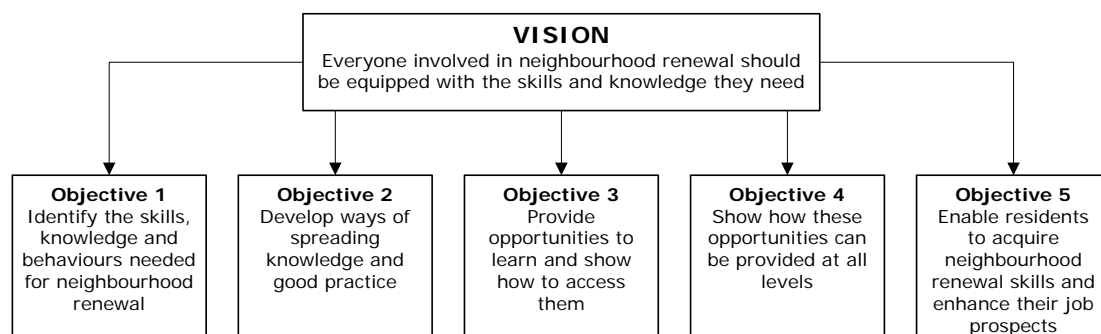 VISION
Everyone involved in neighbourhood renewal should
be equipped with the skills and knowledge they need
Objective 1
Identify the skills,
knowledge and
behaviours needed
for neighbourhood
renewal
Objective 2
Develop ways of
spreading
knowledge and
good practice
Objective 3
Provide
opportunities to
learn and show
how to access
them
Objective 4
Show how these
opportunities can
be provided at all
levels
Objective 5
Enable residents
to acquire
neighbourhood
renewal skills and
enhance their job
prospects